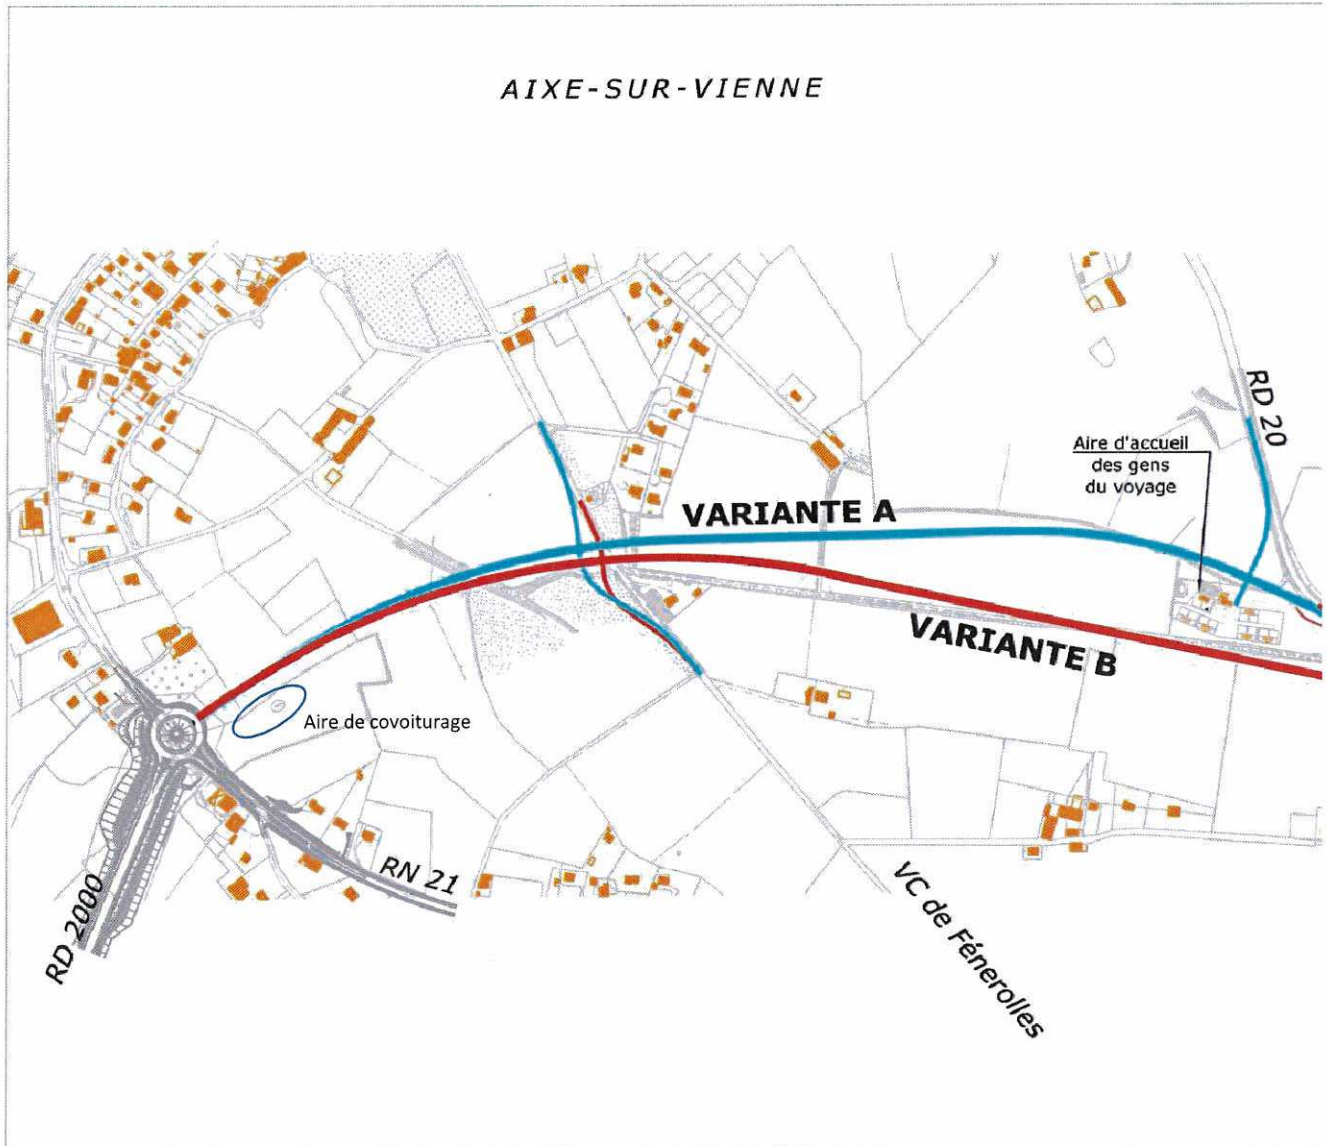 AIXE-SUR-VIENNE
RD 20
Aire d'accueil
des gens
du voyage
VARIANTE A
VARIANTE B
Aire de covoiturage
RN 21
RD 2000
VC de Fénerolles